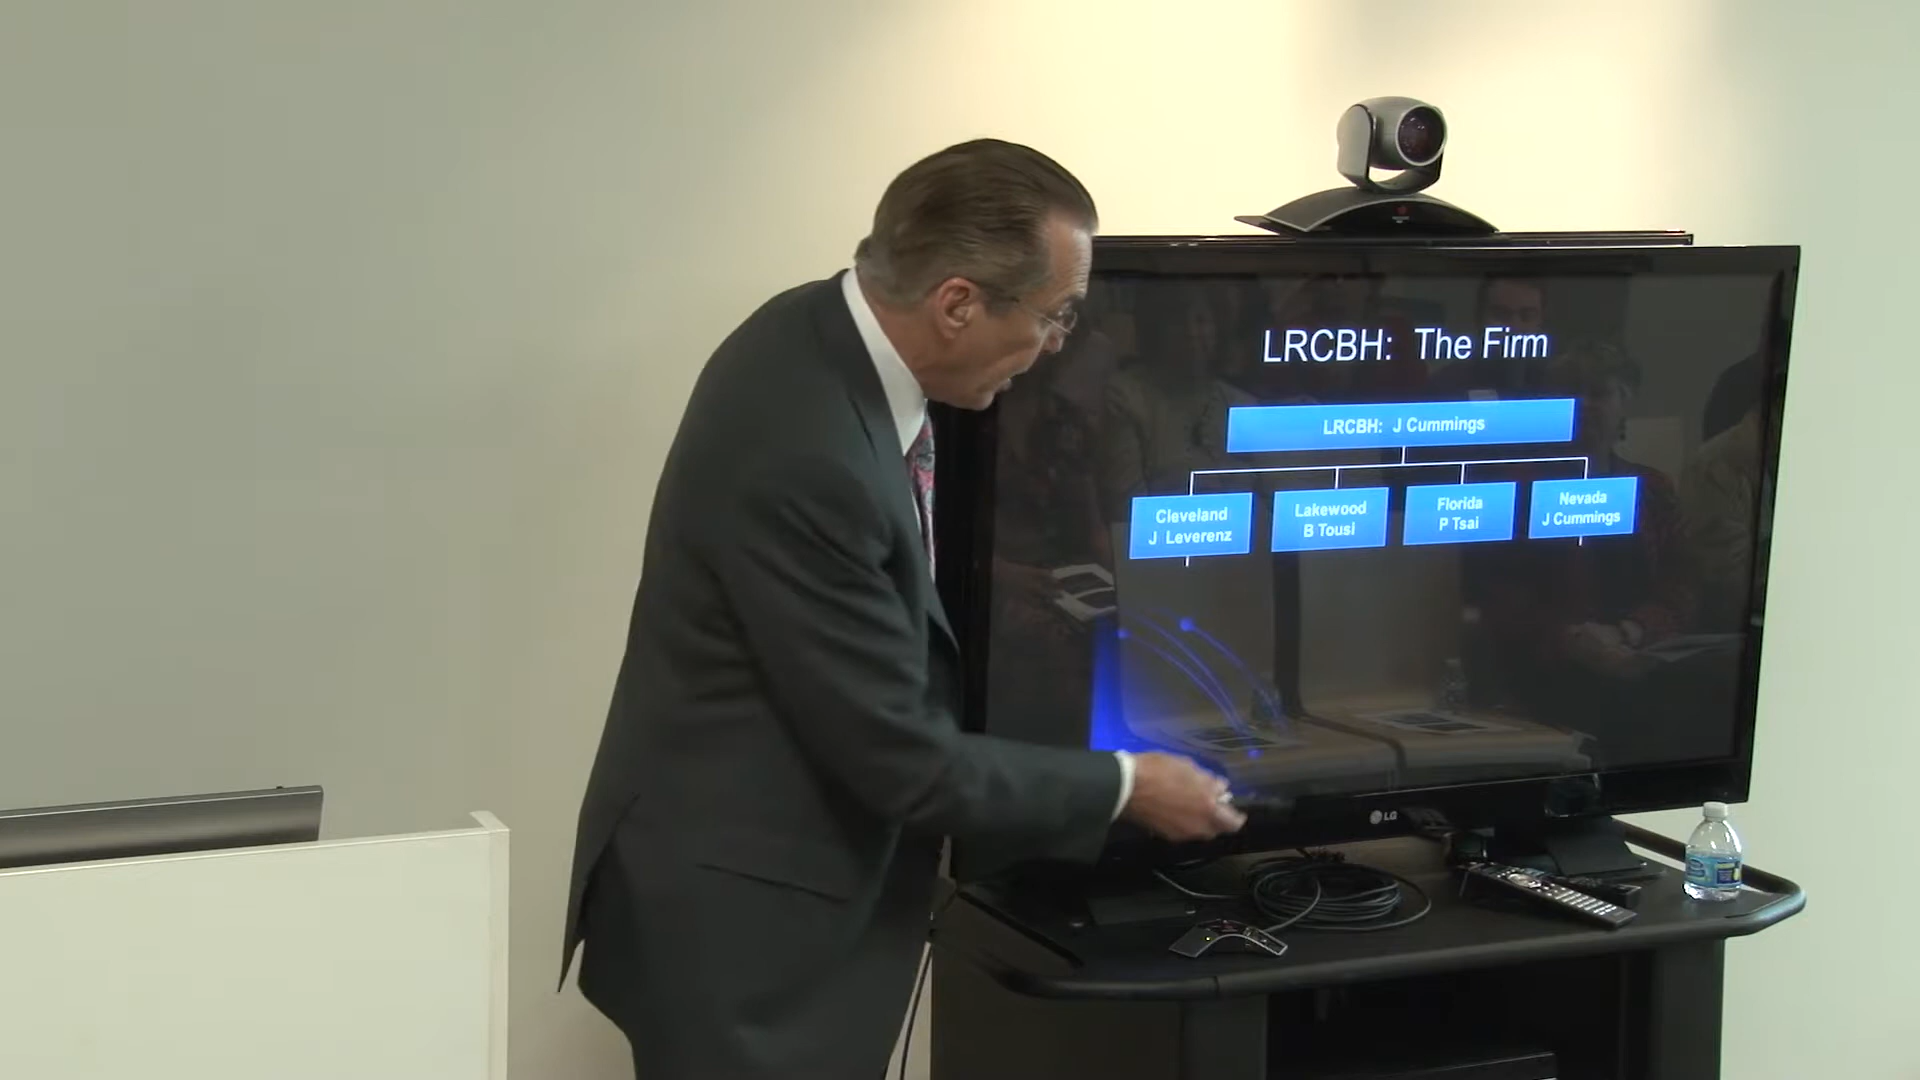 LRCBH: The Firm
LRCBH: J Cummings
Cleveland
J Leverenz
Lakewood
B Tousi
Florida
P Tsai
Nevada
J Cummings
LG